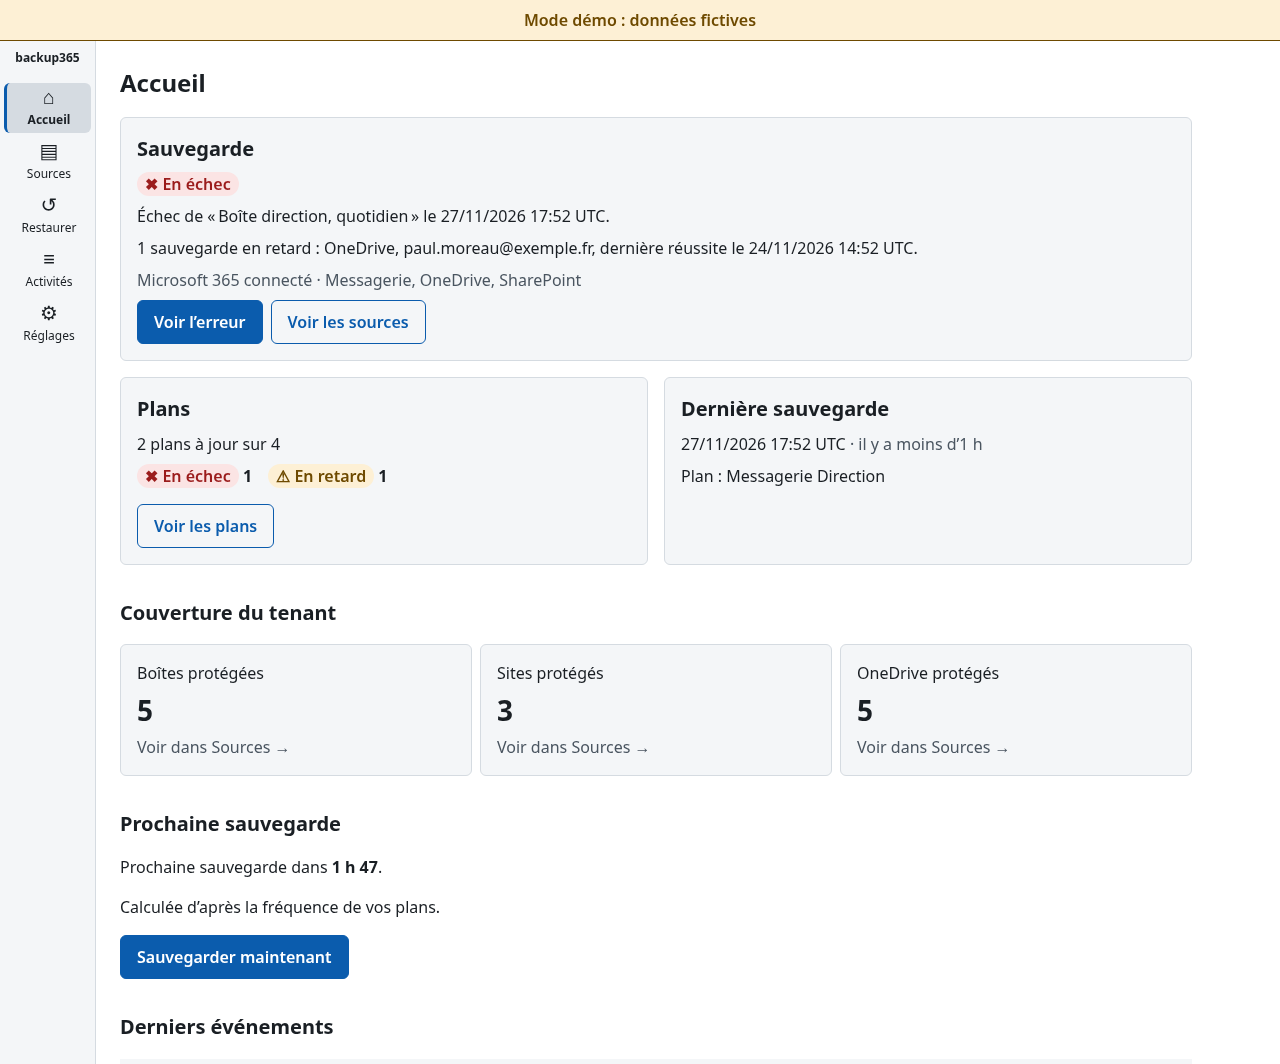 Mode démo : données fictives
backup365
Accueil
Sources
Restaurer
Activités
Réglages
Accueil
Sauvegarde
✖ En échec
Échec de « Boîte direction, quotidien » le 27/11/2026 17:52 UTC.
1 sauvegarde en retard : OneDrive, paul.moreau@exemple.fr, dernière réussite le 24/11/2026 14:52 UTC.
Microsoft 365 connecté · Messagerie, OneDrive, SharePoint
Voir l’erreur
Voir les sources
Plans
2 plans à jour sur 4
✖ En échec 1 ⚠ En retard 1
Voir les plans
Dernière sauvegarde
27/11/2026 17:52 UTC · il y a moins d’1 h
Plan : Messagerie Direction
Couverture du tenant
Boîtes protégées
5
Voir dans Sources →
Sites protégés
3
Voir dans Sources →
OneDrive protégés
5
Voir dans Sources →
Prochaine sauvegarde
Prochaine sauvegarde dans 1 h 47.
Calculée d’après la fréquence de vos plans.
Sauvegarder maintenant
Derniers événements